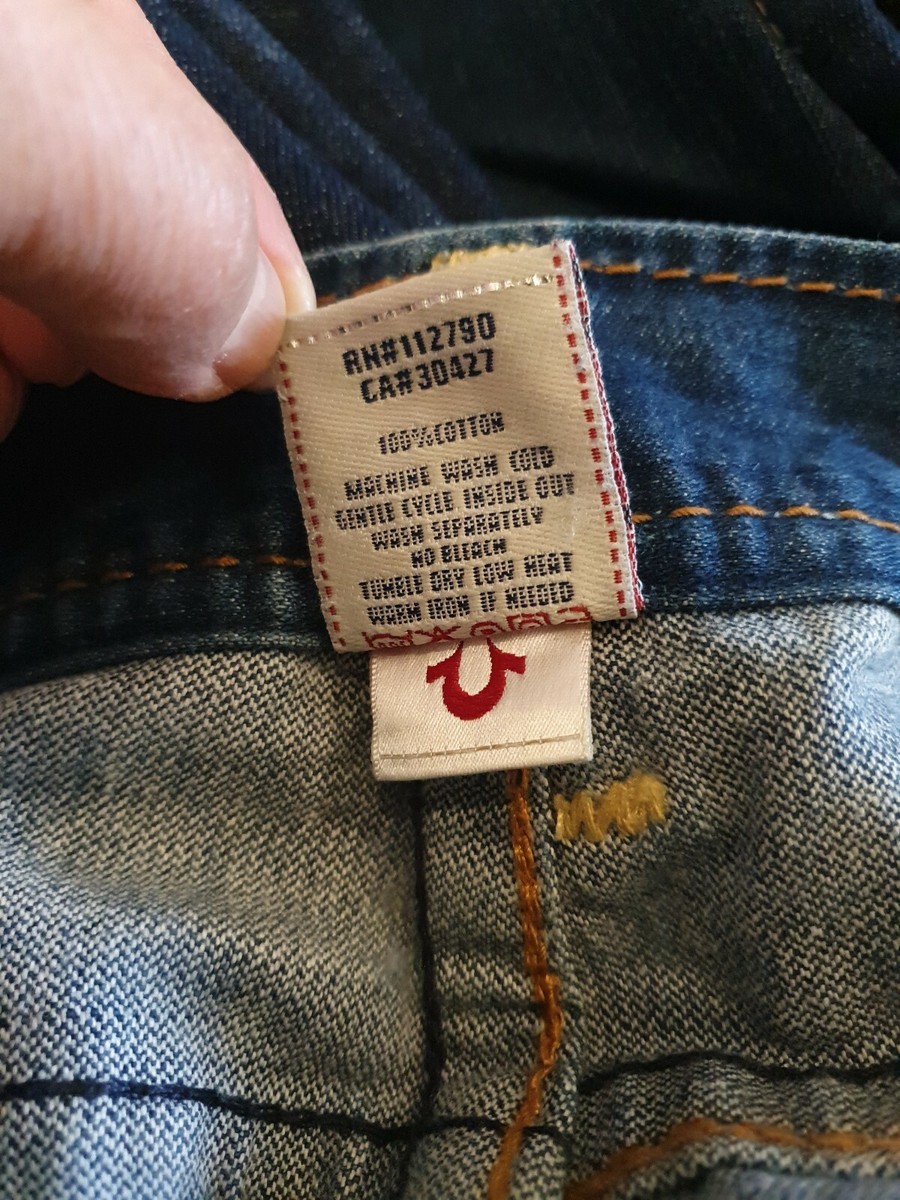 RN#112790
CA#30427
100%COTTON
MACHINE WASH COLD
GENTLE CYCLE INSIDE OUT
WASH SEPARATELY
NO BLEACH
TUMBLE DRY LOW HEAT
WARM IRON IF NEEDED